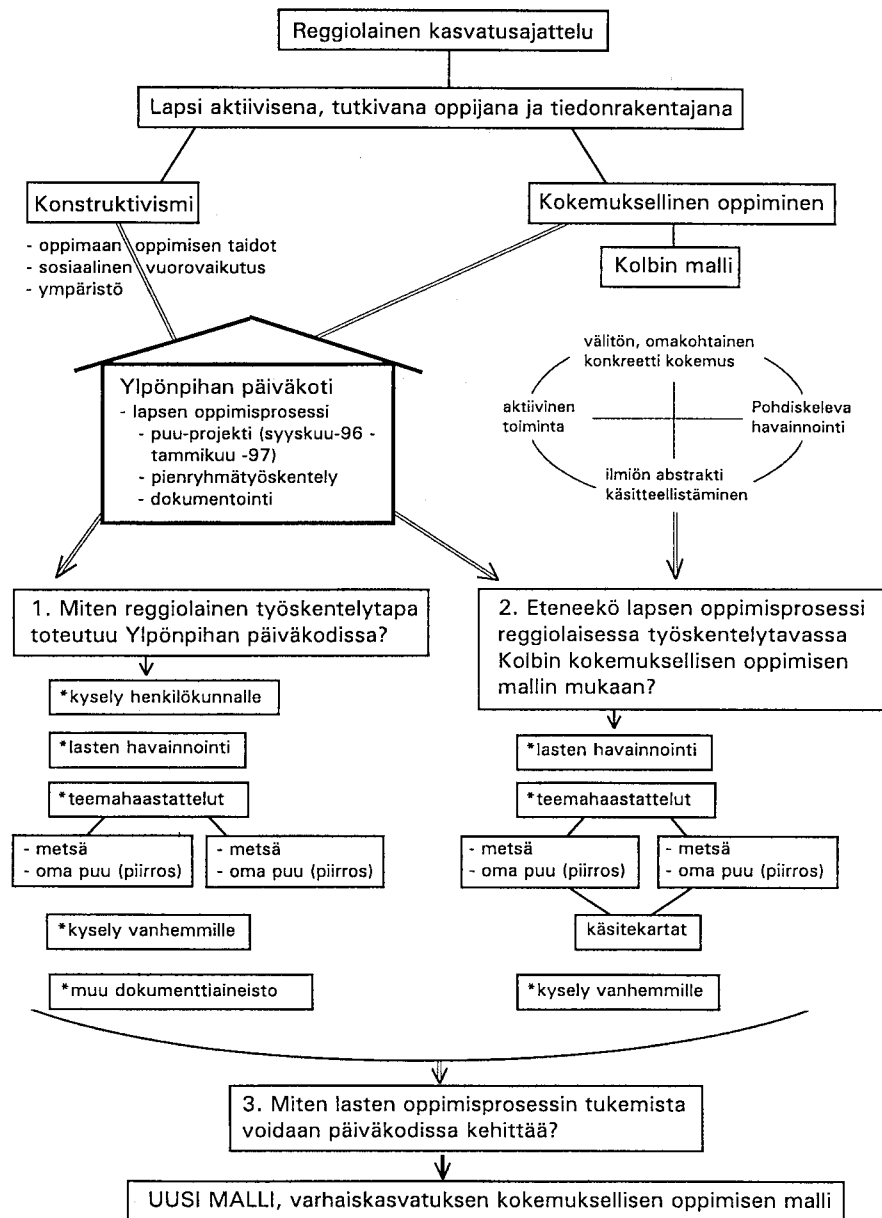 Reggiolainen kasvatusajattelu
Lapsi aktiivisena, tutkivana oppijana ja tiedonrakentajana
Konstruktivismi
- oppimaan oppimisen taidot
- sosiaalinen vuorovaikutus
- ympäristö
Kokemuksellinen oppiminen
Kolbin malli
Ylpönpihan päiväkoti
- lapsen oppimisprosessi
- puu-projekti (syyskuu-96 -
tammikuu -97)
- pienryhmätyöskentely
- dokumentointi
välitön, omakohtainen
konkreetti kokemus
aktiivinen
toiminta
Pohdiskeleva
havainnointi
ilmiön abstrakti
käsitteellistäminen
1. Miten reggiolainen työskentelytapa
toteutuu Ylpönpihan päiväkodissa?
*kysely henkilökunnalle
*lasten havainnointi
*teemahaastattelut
- metsä
- oma puu (piirros)
- metsä
- oma puu (piirros)
*kysely vanhemmille
*muu dokumenttiaineisto
2. Eteneekö lapsen oppimisprosessi
reggiolaisessa työskentelytavassa
Kolbin kokemuksellisen oppimisen
mallin mukaan?
*lasten havainnointi
*teemahaastattelut
- metsä
- oma puu (piirros)
- metsä
- oma puu (piirros)
käsitekartat
*kysely vanhemmille
3. Miten lasten oppimisprosessin tukemista
voidaan päiväkodissa kehittää?
UUSI MALLI, varhaiskasvatuksen kokemuksellisen oppimisen malli